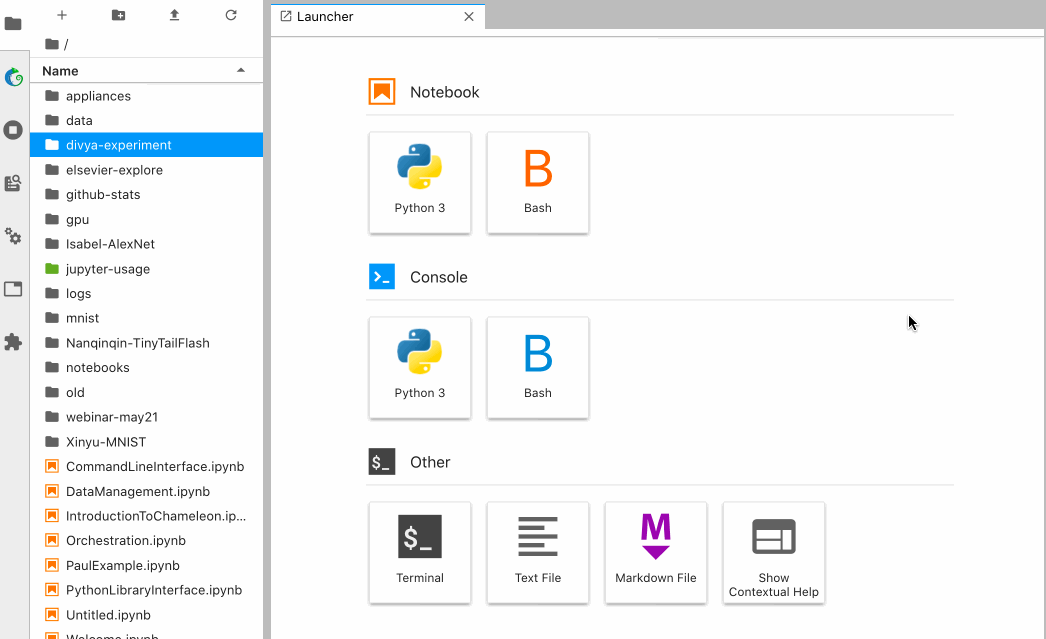 /
Name
appliances
data
divya-experiment
elsevier-explore
github-stats
gpu
Isabel-AlexNet
jupyter-usage
logs
mnist
Nanqinqin-TinyTailFlash
notebooks
old
webinar-may21
Xinyu-MNIST
CommandLineInterface.ipynb
DataManagement.ipynb
IntroductionToChameleon.ip...
Orchestration.ipynb
PaulExample.ipynb
PythonLibraryInterface.ipynb
Untitled.ipynb
Welcome.ipynb
Launcher
Notebook
Python 3
B
Bash
Console
Python 3
B
Bash
$_
Other
$_
Terminal
Text File
M
Markdown File
Show
Contextual Help